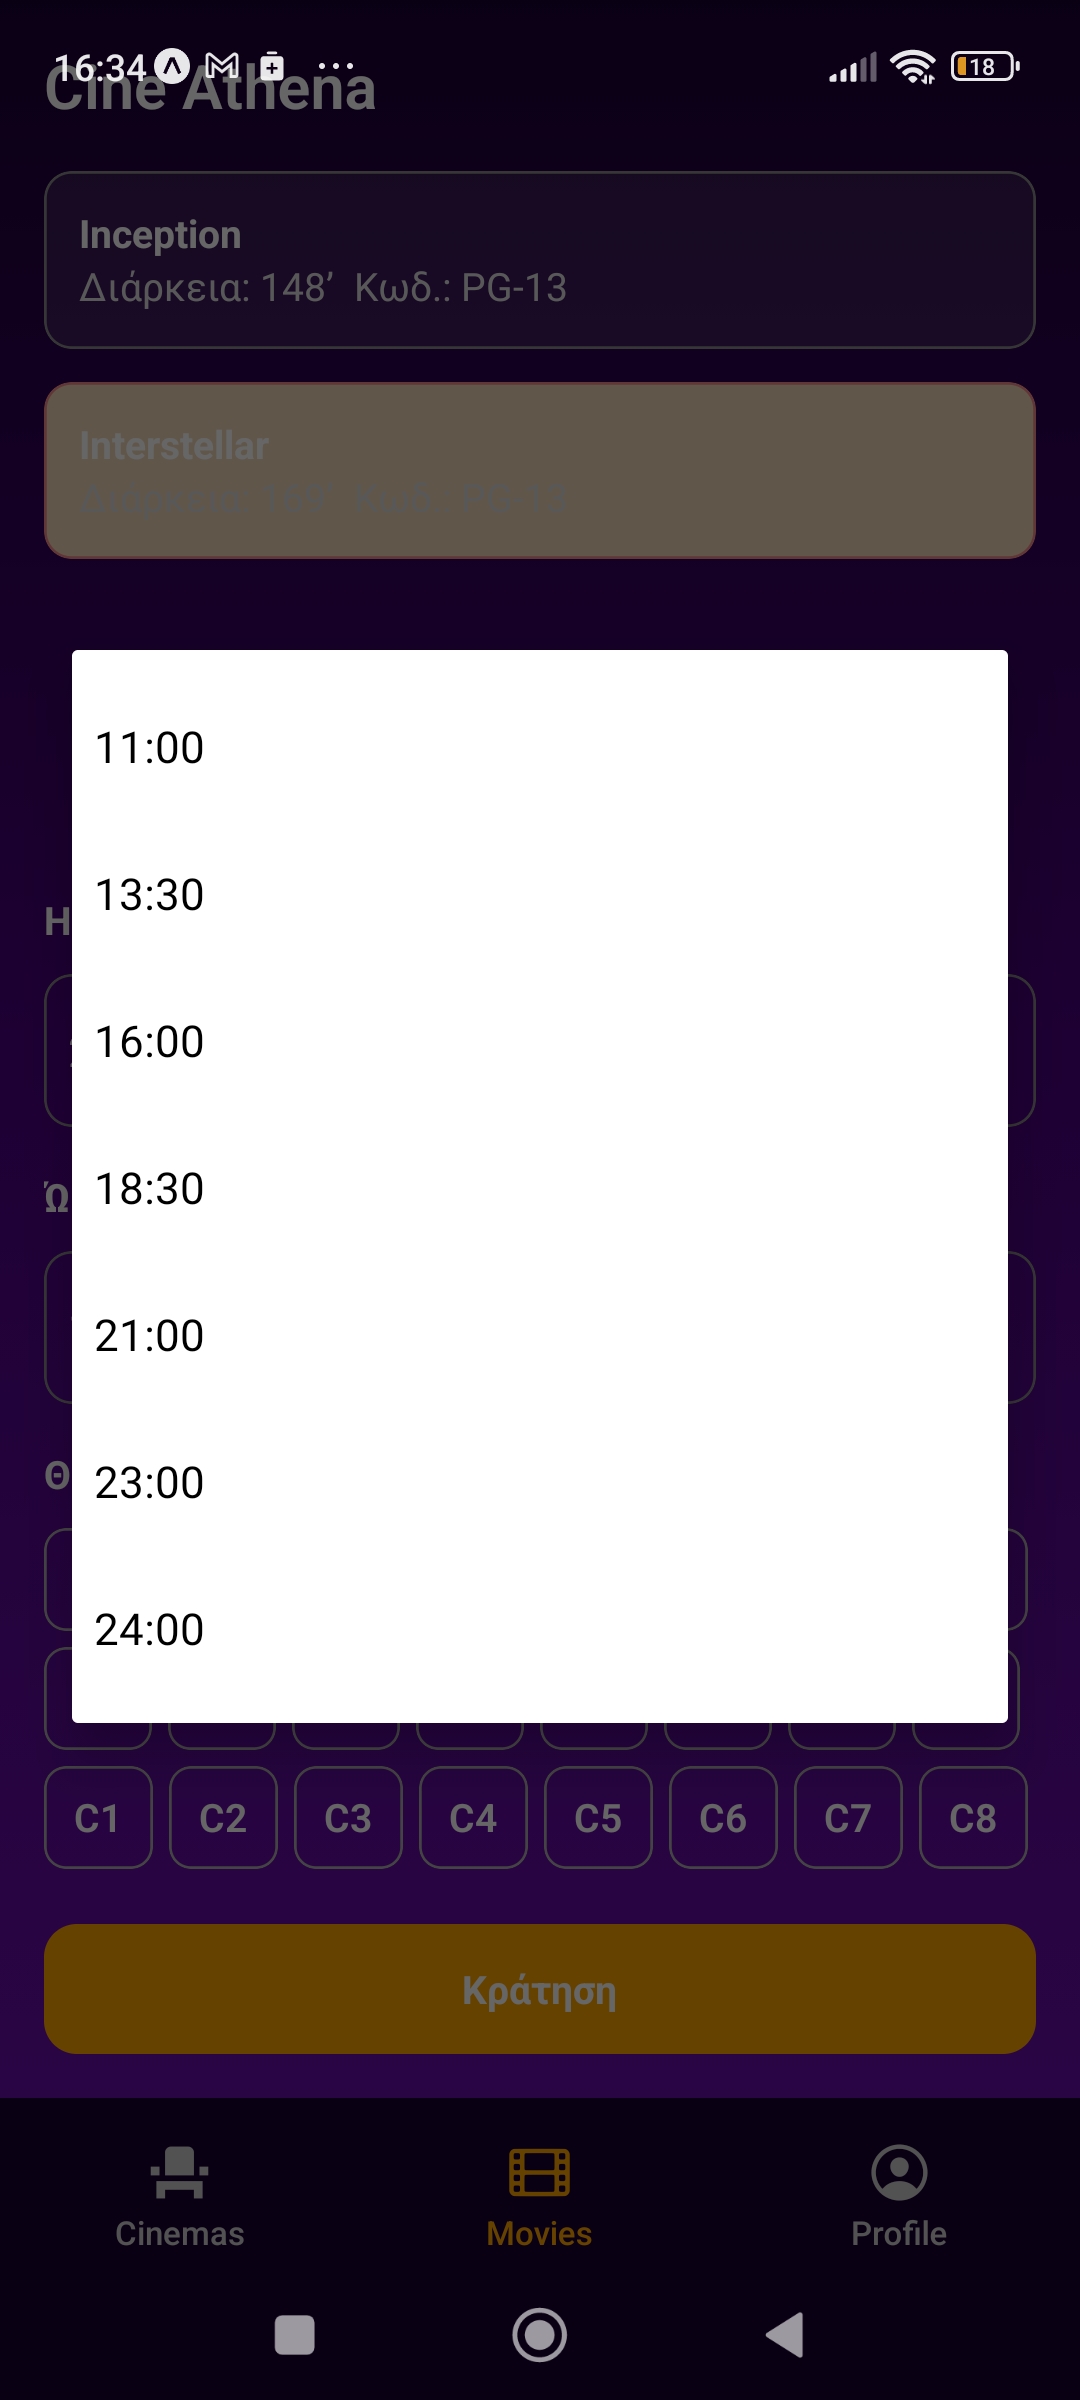 16:34
18
Cine Athena
Inception
Διάρκεια: 148’ Κωδ.: PG-13
Interstellar
Διάρκεια: 169’ Κωδ.: PG-13
11:00
13:30
16:00
18:30
21:00
23:00
24:00
C1 C2 C3 C4 C5 C6 C7 C8
Κράτηση
Cinemas Movies Profile